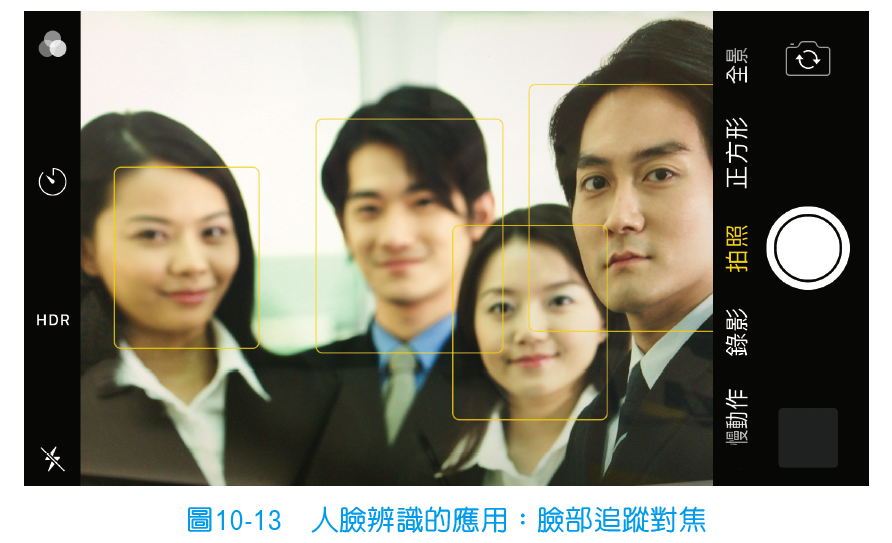 HDR
全景
正方形
拍照
錄影
慢動作
圖10-13 人臉辨識的應用：臉部追蹤對焦